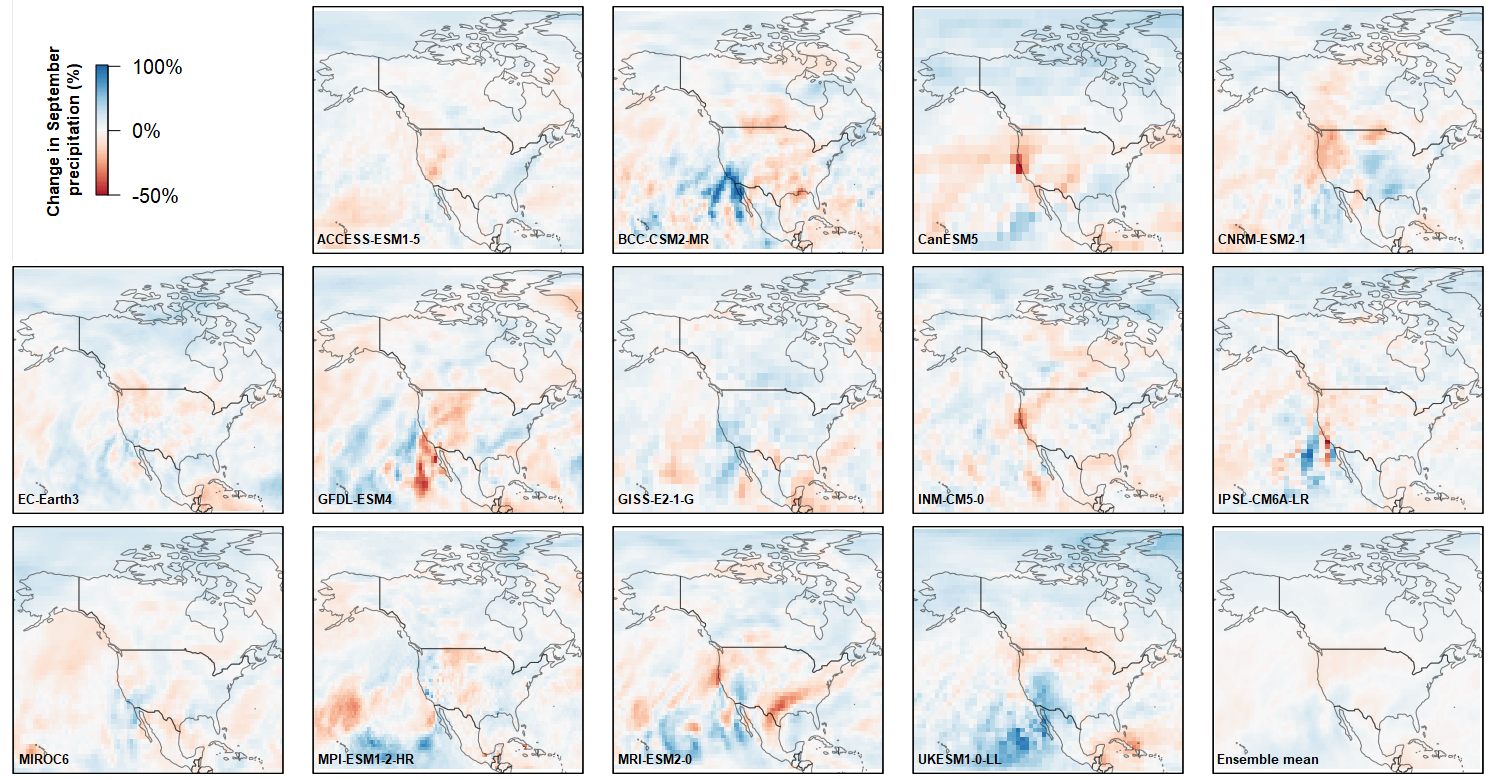 Change in September
precipitation (%)
100%
0%
-50%
ACCESS-ESM1-5
BCC-CSM2-MR
CanESM5
CNRM-ESM2-1
EC-Earth3
GFDL-ESM4
GISS-E2-1-G
INM-CM5-0
IPSL-CM6A-LR
MIROC6
MPI-ESM1-2-HR
MRI-ESM2-0
UKESM1-0-LL
Ensemble mean